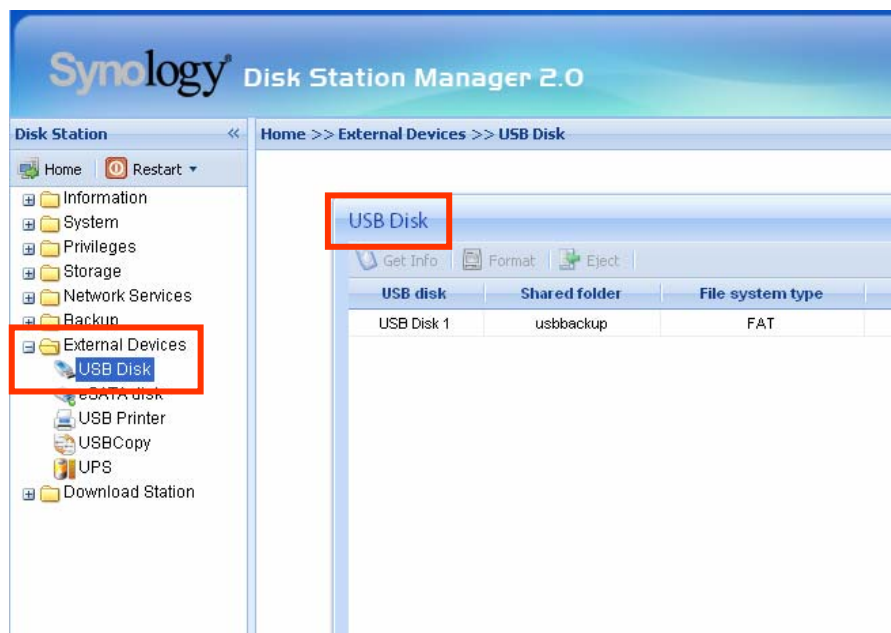 Synology Disk Station Manager 2.0
Disk Station « Home >> External Devices >> USB Disk
Home Restart
Information
System
Privileges
Storage
Network Services
Backup
External Devices
USB Disk
eSATA disk
USB Printer
USBCopy
UPS
Download Station
USB Disk
Get Info Format Eject
USB disk Shared folder File system type
USB Disk 1 usbbackup FAT